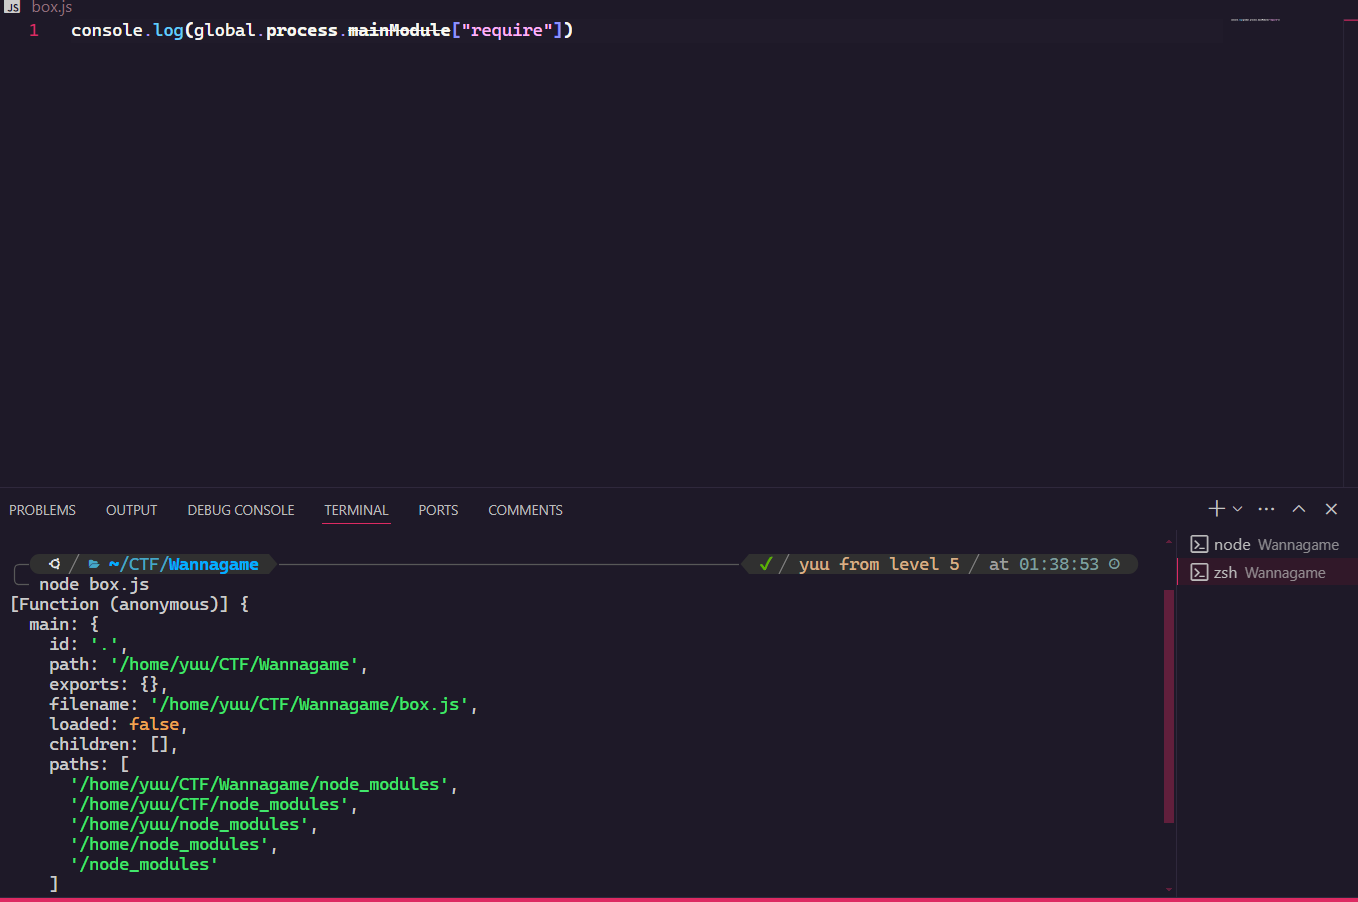 JS box.js
1 console.log(global.process.mainModule["require"])
PROBLEMS OUTPUT DEBUG CONSOLE TERMINAL PORTS COMMENTS
node Wannagame
zsh Wannagame
~/CTF/Wannagame ✓ yuu from level 5 at 01:38:53
node box.js
[Function (anonymous)] {
  main: {
    id: '.',
    path: '/home/yuu/CTF/Wannagame',
    exports: {},
    filename: '/home/yuu/CTF/Wannagame/box.js',
    loaded: false,
    children: [],
    paths: [
      '/home/yuu/CTF/Wannagame/node_modules',
      '/home/yuu/CTF/node_modules',
      '/home/yuu/node_modules',
      '/home/node_modules',
      '/node_modules'
    ]